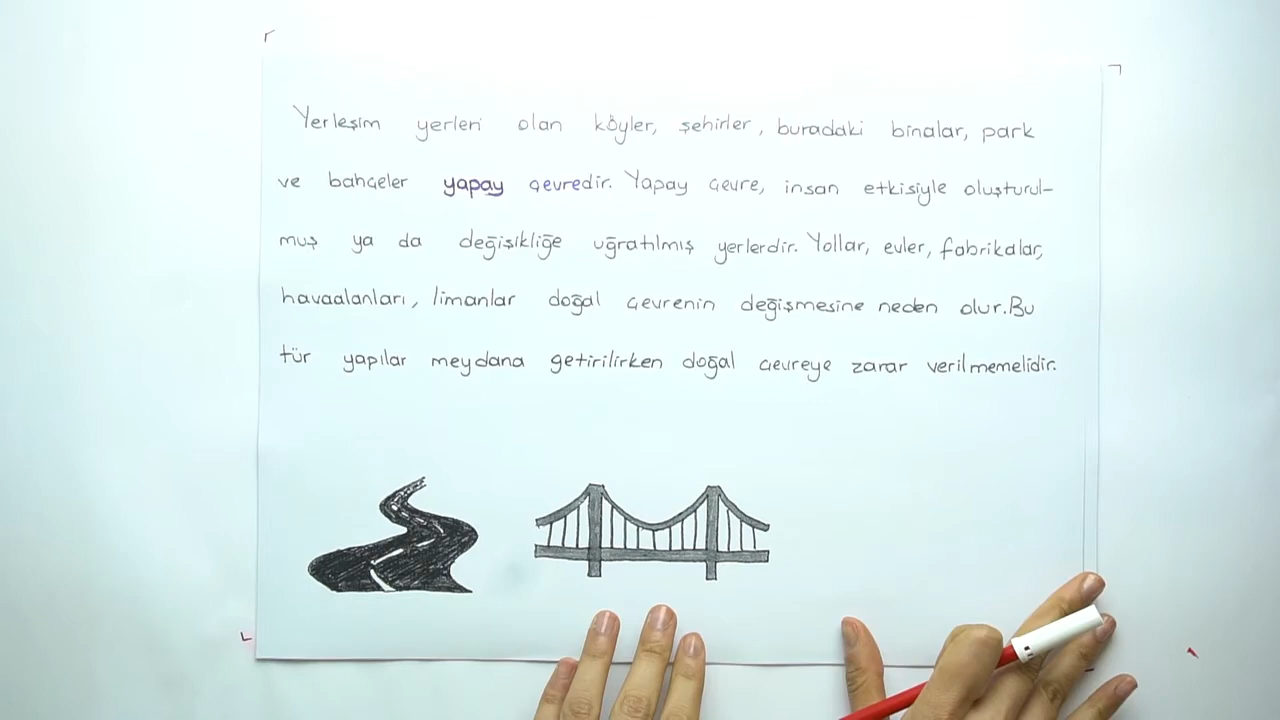 Yerleşim yerleri olan köyler, şehirler, buradaki binalar, park
ve bahçeler yapay çevredir. Yapay çevre, insan etkisiyle oluşturul-
muş ya da değişikliğe uğratılmış yerlerdir. Yollar, evler, fabrikalar,
havaalanları, limanlar doğal çevrenin değişmesine neden olur. Bu
tür yapılar meydana getirilirken doğal çevreye zarar verilmemelidir.